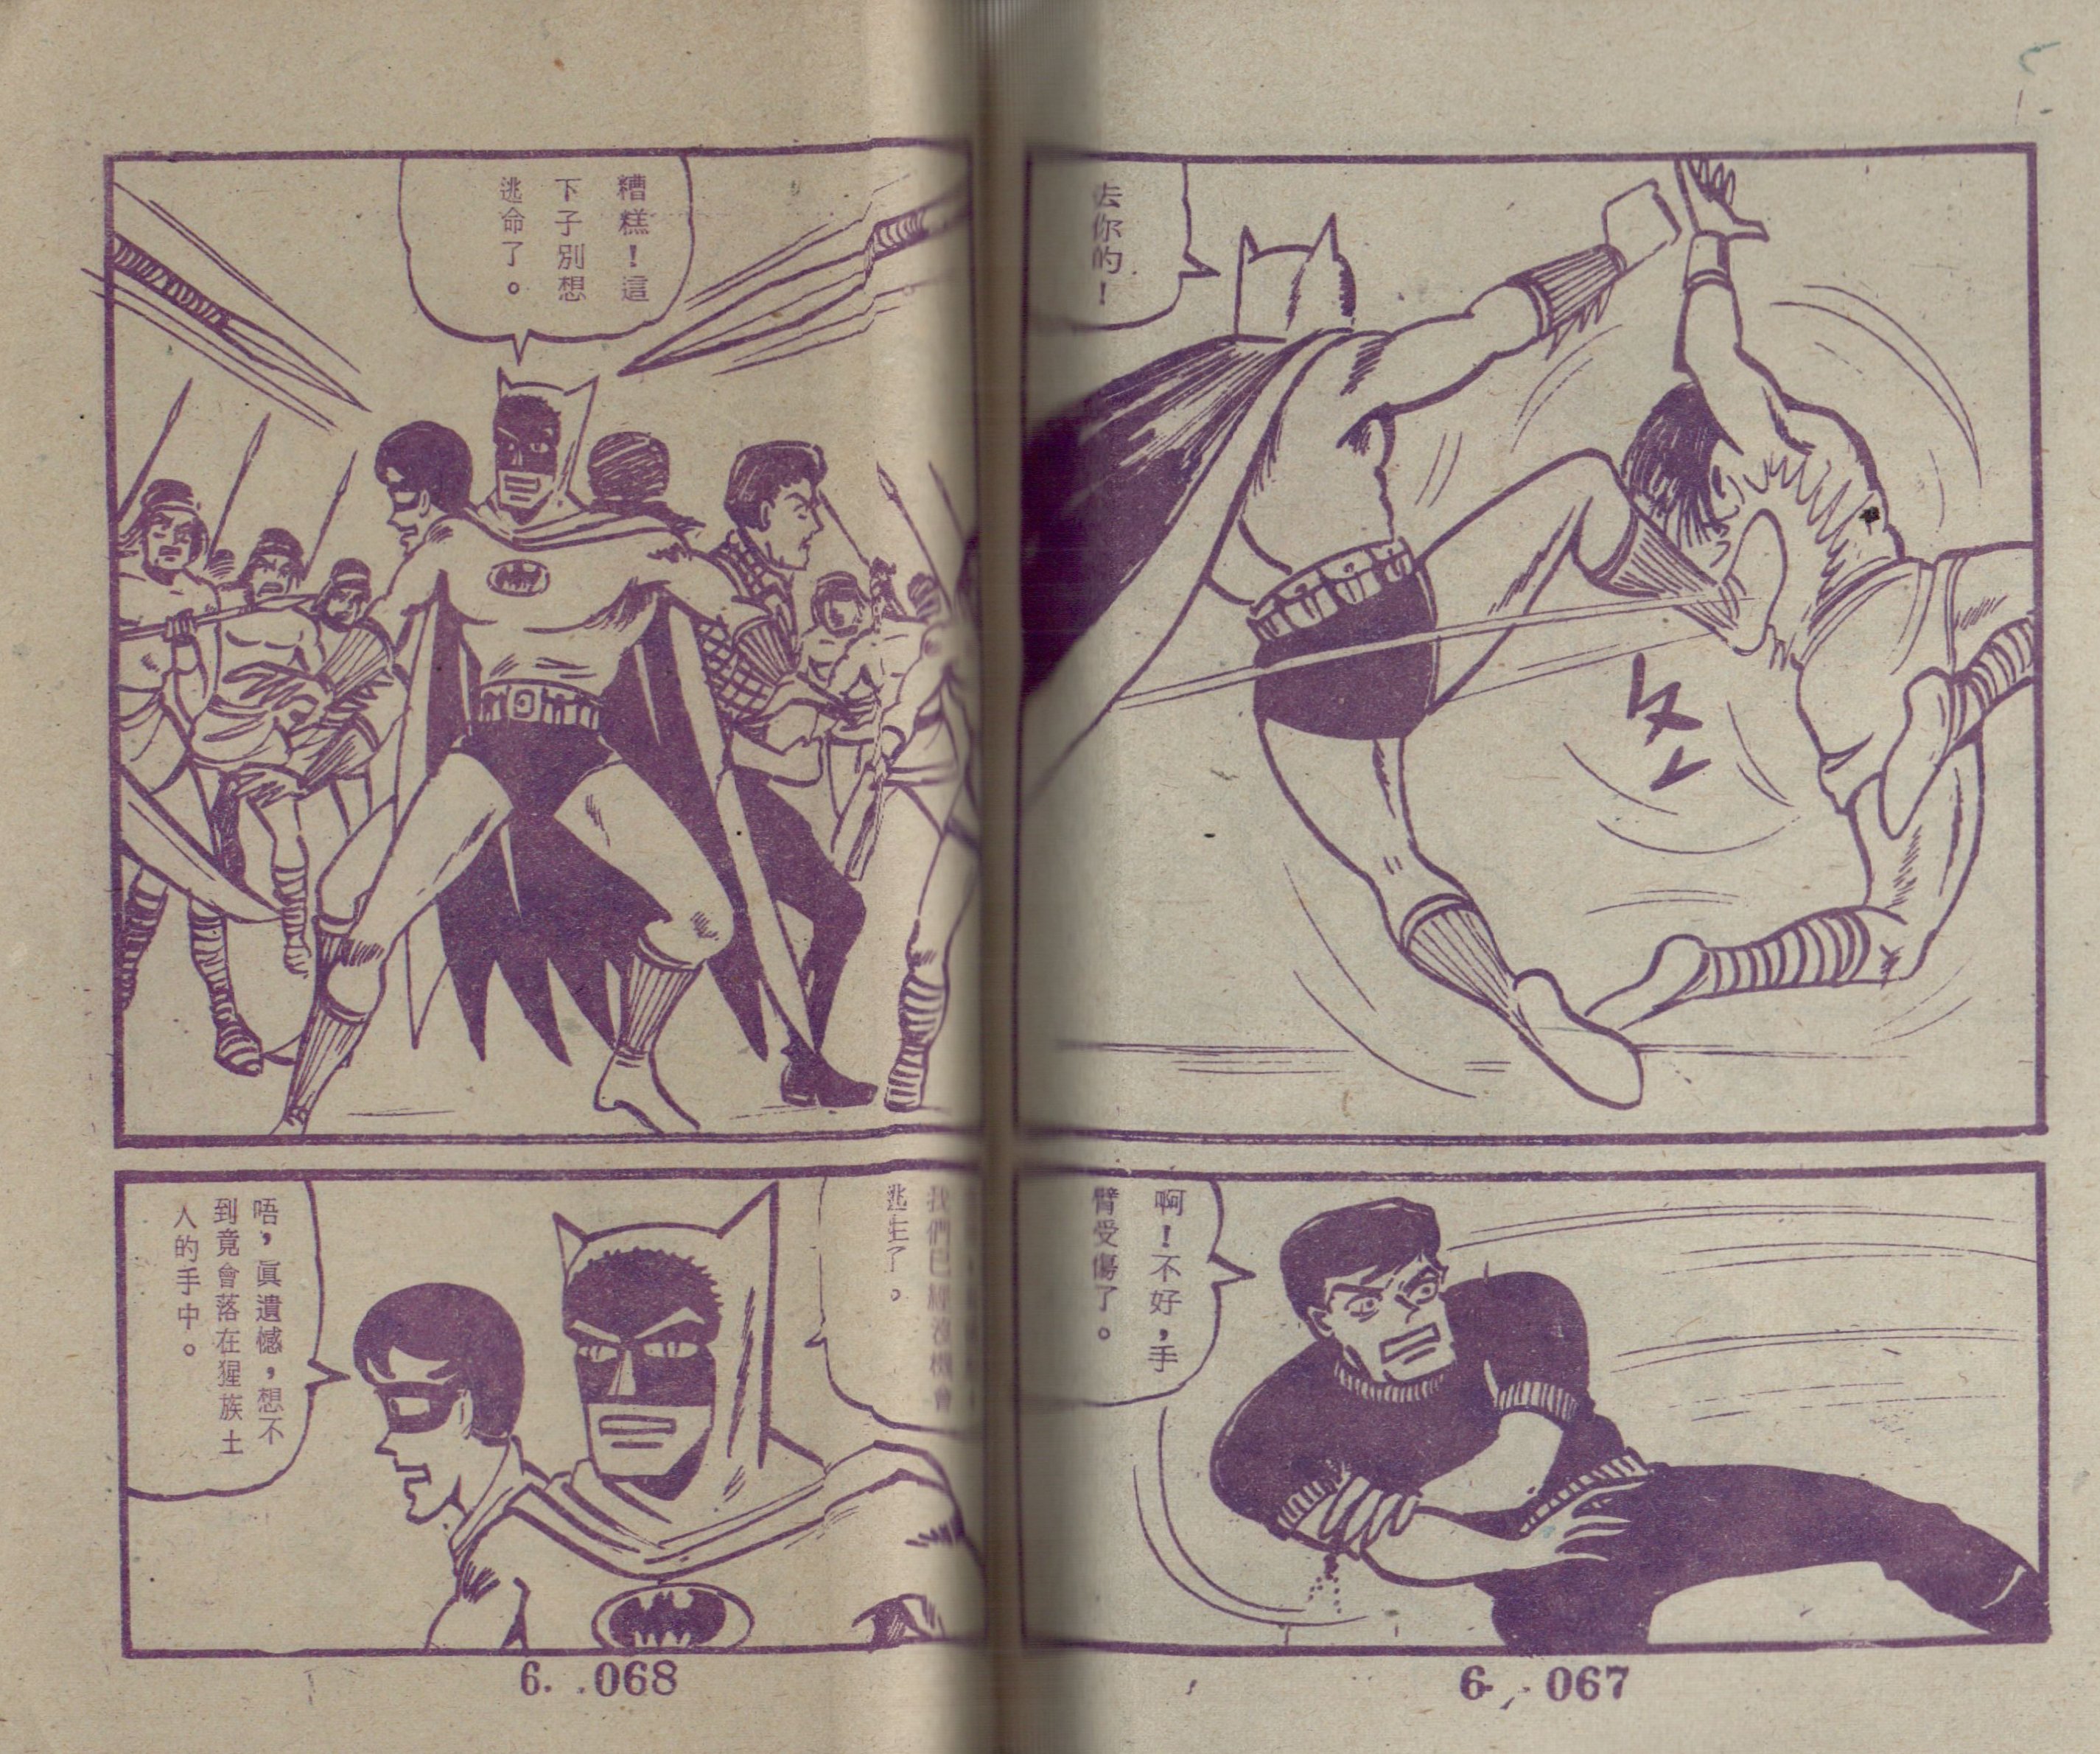 去你的！
ㄣㄆㄥ
啊！不好，手
臂受傷了。
6. 067
糟糕！這
下子別想
逃命了。
我們已經沒機會
逃生了。
唔，眞遺憾，想不
到竟會落在猩族土
人的手中。
6. 068